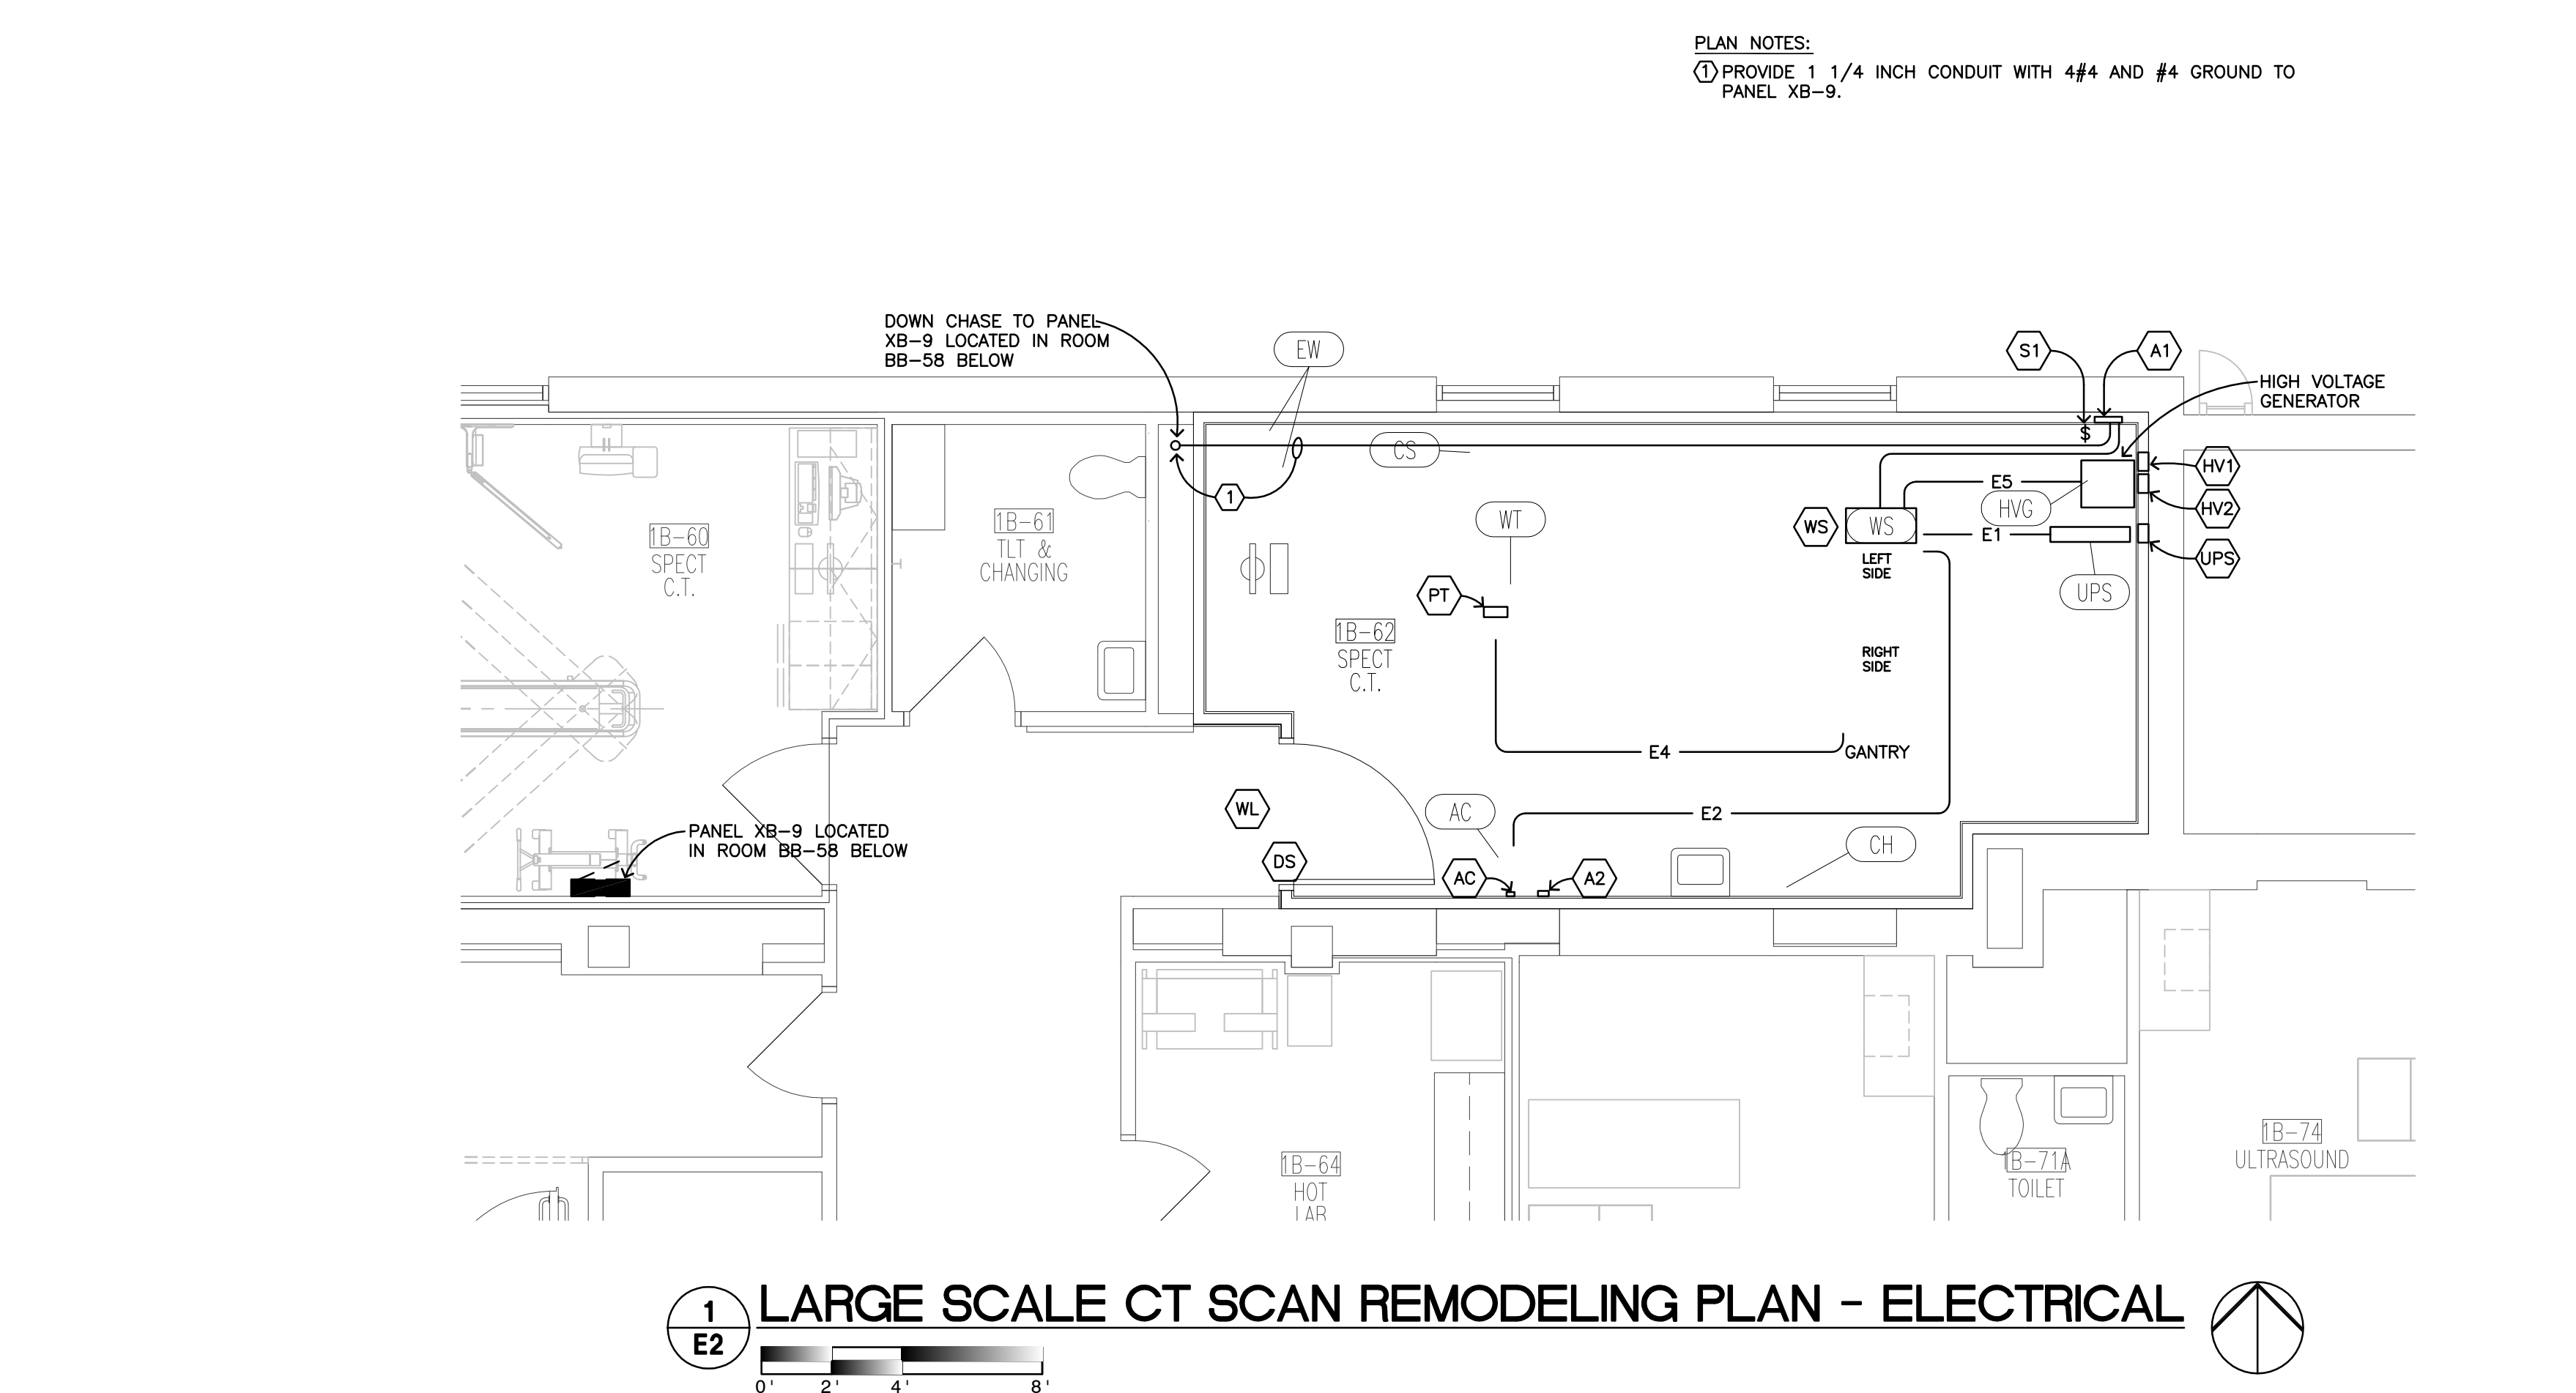 PLAN NOTES:
1 PROVIDE 1 1/4 INCH CONDUIT WITH 4#4 AND #4 GROUND TO
PANEL XB-9.
DOWN CHASE TO PANEL
XB-9 LOCATED IN ROOM
BB-58 BELOW
EW
S1
A1
HIGH VOLTAGE
GENERATOR
CS
$
HV1
HV2
E5
HVG
1
WT
WS
WS
E1
UPS
UPS
LEFT
SIDE
1B-60
SPECT
C.T.
1B-61
TLT &
CHANGING
PT
1B-62
SPECT
C.T.
RIGHT
SIDE
E4
GANTRY
WL
AC
E2
PANEL XB-9 LOCATED
IN ROOM BB-58 BELOW
CH
DS
AC
A2
1B-64
HOT
LAB
1B-71A
TOILET
1B-74
ULTRASOUND
1
E2
LARGE SCALE CT SCAN REMODELING PLAN - ELECTRICAL
0' 2' 4' 8'